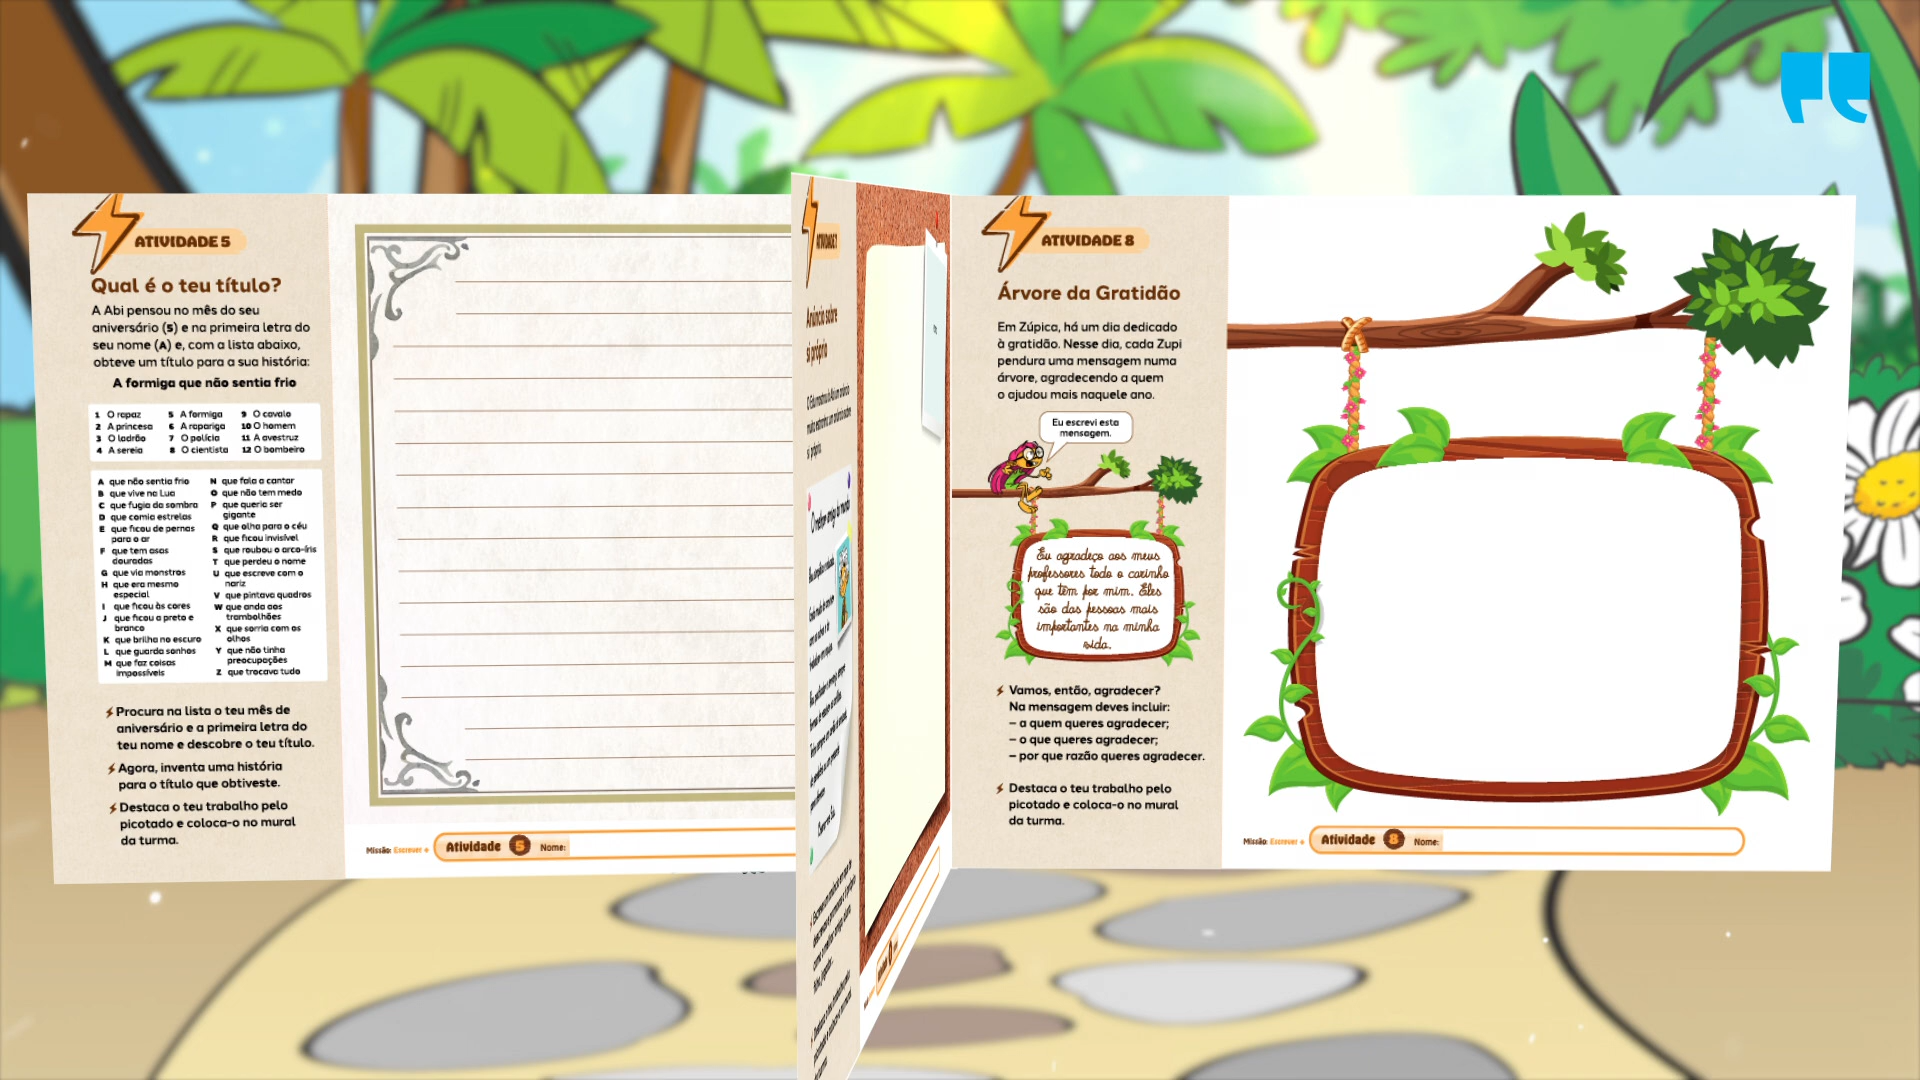 ATIVIDADE 5
Qual é o teu título?
A Abi pensou no mês do seu
aniversário (5) e na primeira letra do
seu nome (A) e, com a lista abaixo,
obteve um título para a sua história:
A formiga que não sentia frio
1 O rapaz
2 A princesa
3 O ladrão
4 A sereia
5 A formiga
6 A rapariga
7 O polícia
8 O cientista
9 O cavalo
10 O homem
11 A avestruz
12 O bombeiro
A que não sentia frio
B que vive na Lua
C que fugia da sombra
D que comia estrelas
E que ficou de pernas
para o ar
F que tem asas
douradas
G que via monstros
H que era mesmo
especial
I que ficou às cores
J que ficou a preto e
branco
K que brilha no escuro
L que guarda sonhos
M que faz coisas
impossíveis
N que fala a cantar
O que não tem medo
P que queria ser
gigante
Q que olha para o céu
R que ficou invisível
S que roubou o arco-íris
T que perdeu o nome
U que escreve com o
nariz
V que pintava quadros
W que anda aos
trambolhões
X que sorria com os
olhos
Y que não tinha
preocupações
Z que trocava tudo
Procura na lista o teu mês de
aniversário e a primeira letra do
teu nome e descobre o teu título.
Agora, inventa uma história
para o título que obtiveste.
Destaca o teu trabalho pelo
picotado e coloca-o no mural
da turma.
Missão: Escrever +
Atividade 5 Nome:
ATIVIDADE 7
Anúncio sobre
si próprio
O melhor amigo do mundo
ATIVIDADE 8
Árvore da Gratidão
Em Zúpica, há um dia dedicado
à gratidão. Nesse dia, cada Zupi
pendura uma mensagem numa
árvore, agradecendo a quem
o ajudou mais naquele ano.
Eu escrevi esta
mensagem.
Eu agradeço aos meus
professores todo o carinho
que têm por mim. Eles
são das pessoas mais
importantes na minha
vida.
Vamos, então, agradecer?
Na mensagem deves incluir:
– a quem queres agradecer;
– o que queres agradecer;
– por que razão queres agradecer.
Destaca o teu trabalho pelo
picotado e coloca-o no mural
da turma.
Missão: Escrever +
Atividade 8 Nome: